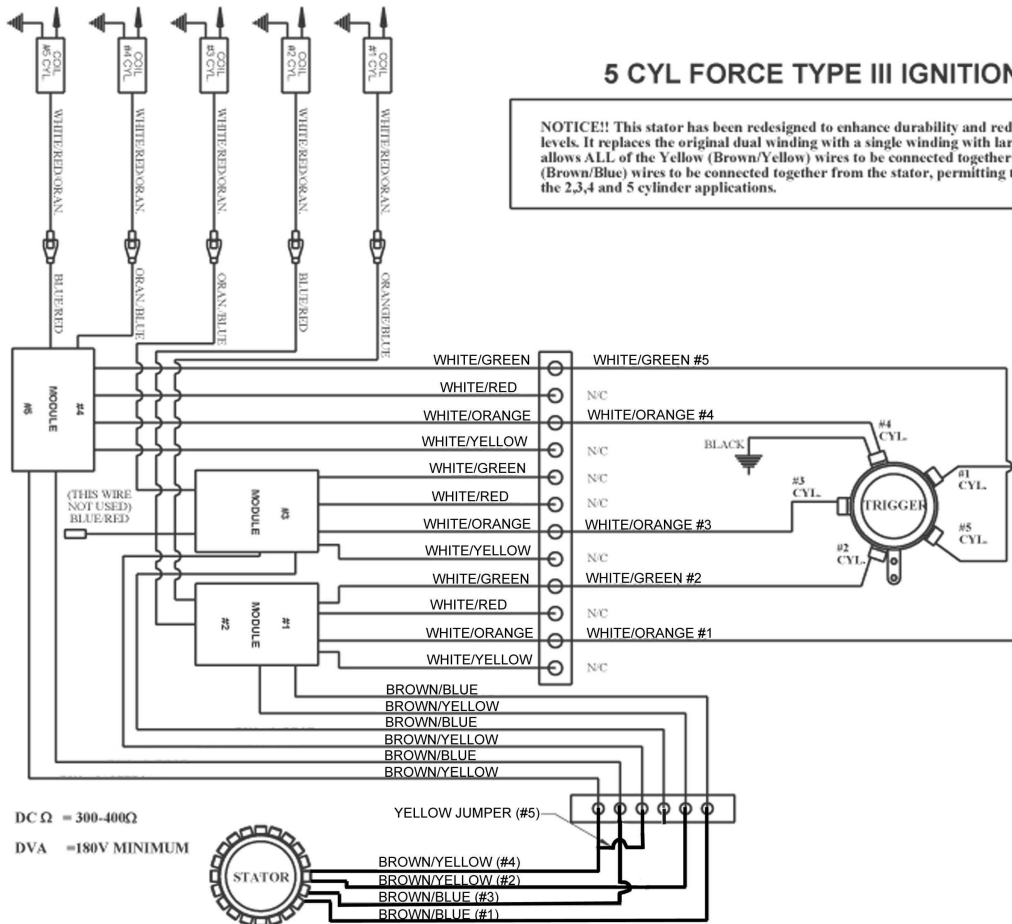 COIL
#5 CYL.
COIL
#4 CYL.
COIL
#3 CYL.
COIL
#2 CYL.
COIL
#1 CYL.
5 CYL FORCE TYPE III IGNITION
NOTICE!! This stator has been redesigned to enhance durability and red
levels. It replaces the original dual winding with a single winding with lar
allows ALL of the Yellow (Brown/Yellow) wires to be connected together
(Brown/Blue) wires to be connected together from the stator, permitting t
the 2,3,4 and 5 cylinder applications.
WHITE/RED/ORAN.
WHITE/RED/ORAN.
WHITE/RED/ORAN.
WHITE/RED/ORAN.
WHITE/RED/ORAN.
BLUE/RED
ORAN./BLUE
ORAN./BLUE
BLUE/RED
ORANGE/BLUE
#4
MODULE
#5
WHITE/GREEN
WHITE/GREEN #5
WHITE/RED
N/C
WHITE/ORANGE
WHITE/ORANGE #4
WHITE/YELLOW
N/C
WHITE/GREEN
N/C
WHITE/RED
N/C
WHITE/ORANGE
WHITE/ORANGE #3
WHITE/YELLOW
N/C
WHITE/GREEN
WHITE/GREEN #2
WHITE/RED
N/C
WHITE/ORANGE
WHITE/ORANGE #1
WHITE/YELLOW
N/C
BLACK
#4
CYL.
#1
CYL.
#3
CYL.
TRIGGER
#5
CYL.
#2
CYL.
(THIS WIRE
NOT USED)
BLUE/RED
#3
MODULE
#1
MODULE
#2
BROWN/BLUE
BROWN/YELLOW
BROWN/BLUE
BROWN/YELLOW
BROWN/BLUE
BROWN/YELLOW
YELLOW JUMPER (#5)
DC Ω = 300-400Ω
DVA =180V MINIMUM
STATOR
BROWN/YELLOW (#4)
BROWN/YELLOW (#2)
BROWN/BLUE (#3)
BROWN/BLUE (#1)